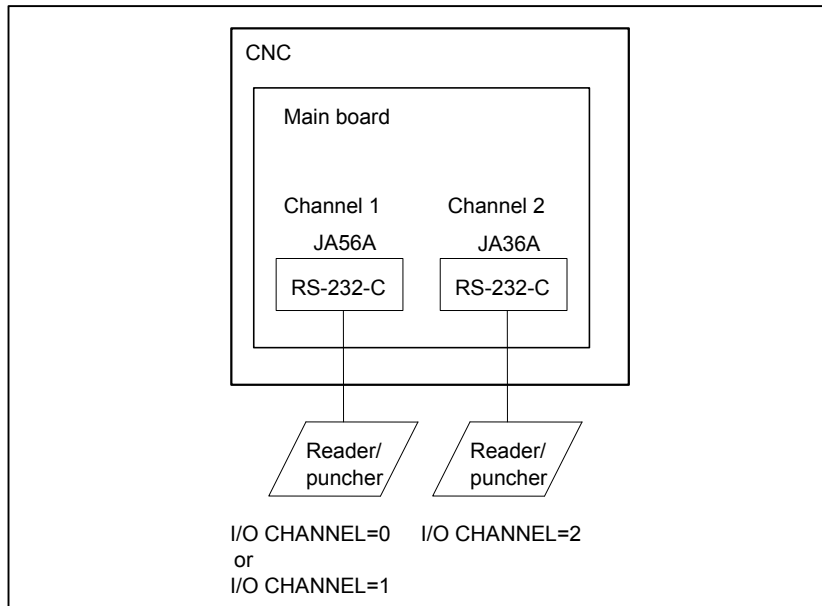 CNC
Main board
Channel 1
Channel 2
JA56A
JA36A
RS-232-C
RS-232-C
Reader/
puncher
Reader/
puncher
I/O CHANNEL=0
or
I/O CHANNEL=1
I/O CHANNEL=2